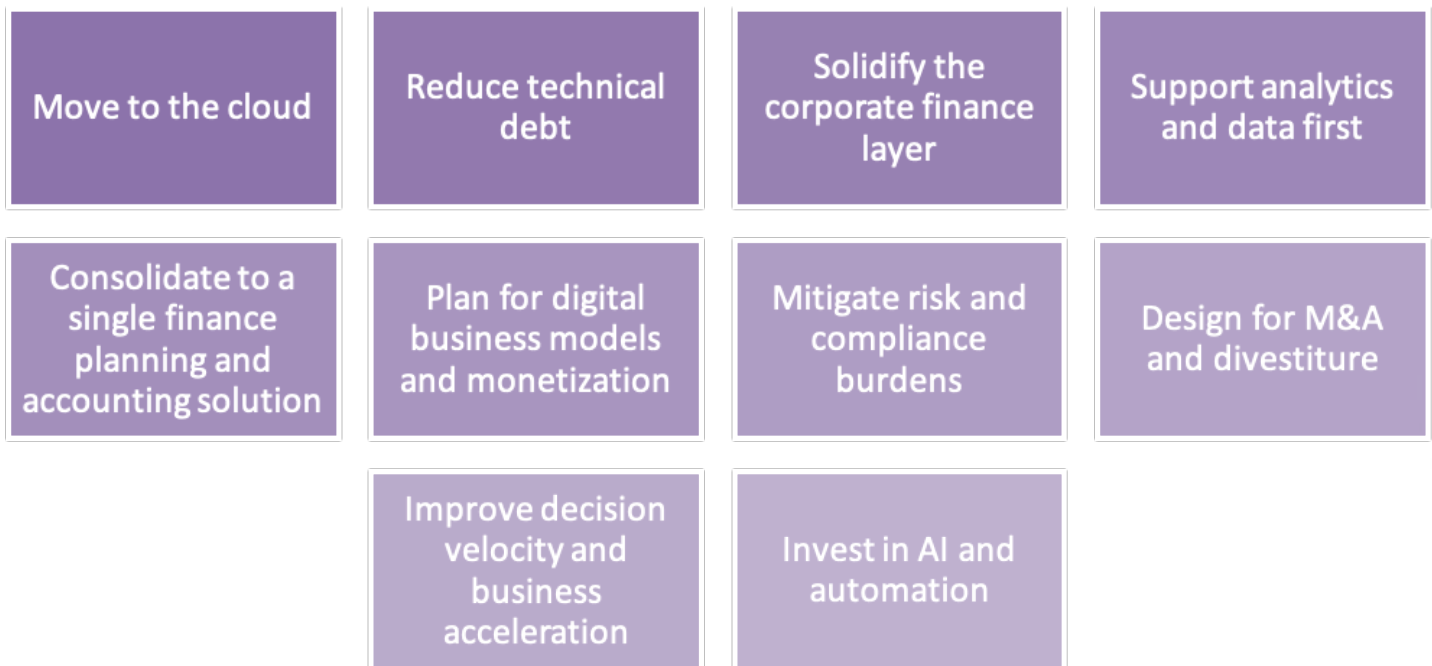 Move to the cloud
Reduce technical
debt
Solidify the
corporate finance
layer
Support analytics
and data first
Consolidate to a
single finance
planning and
accounting solution
Plan for digital
business models
and monetization
Mitigate risk and
compliance
burdens
Design for M&A
and divestiture
Improve decision
velocity and
business
acceleration
Invest in AI and
automation